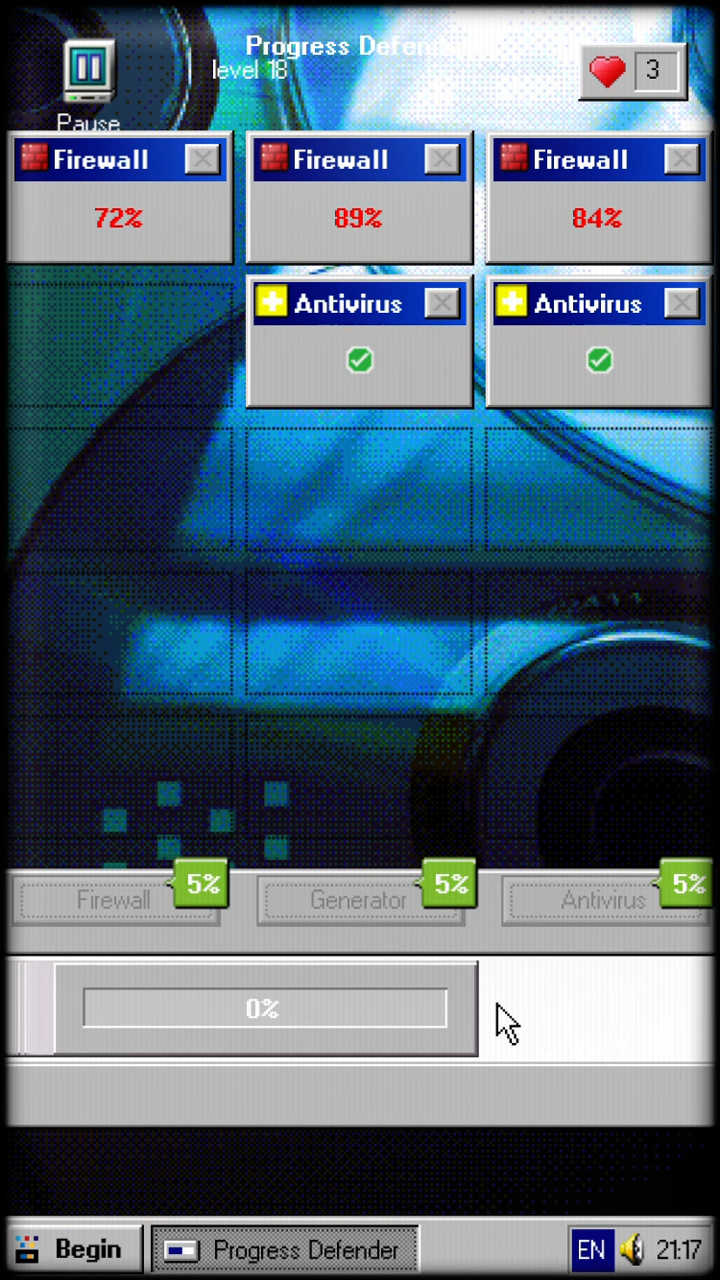 Progress Defender
level 18
3
Pause
Firewall
Firewall
Firewall
72%
89%
84%
Antivirus
Antivirus
5%
5%
5%
Firewall
Generator
Antivirus
0%
Begin
Progress Defender
EN
21:17